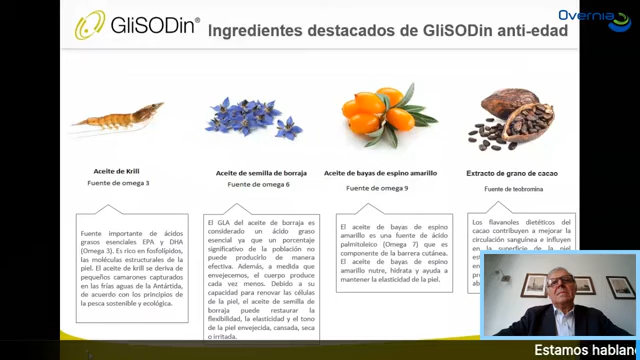 GliSODin®
Ingredientes destacados de GliSODin anti-edad
Overnia
Aceite de Krill
Fuente de omega 3
Fuente importante de ácidos
grasos esenciales EPA y DHA
(Omega 3). Es rico en fosfolípidos,
las moléculas estructurales de la
piel. El aceite de krill se deriva de
pequeños camarones capturados
en las frías aguas de la Antártida,
de acuerdo con los principios de
la pesca sostenible y ecológica.
Aceite de semilla de borraja
Fuente de omega 6
El GLA del aceite de borraja es
considerado un ácido graso
esencial ya que un porcentaje
significativo de la población no
puede producirlo de manera
efectiva. Además, a medida que
envejecemos, el cuerpo produce
cada vez menos. Debido a su
capacidad para renovar las células
de la piel, el aceite de semilla de
borraja puede restaurar la
flexibilidad, la elasticidad y el tono
de la piel envejecida, cansada, seca
o irritada.
Aceite de bayas de espino amarillo
Fuente de omega 9
El aceite de bayas de espino
amarillo es una fuente de ácido
palmitoleico (Omega 7) que es
componente de la barrera cutánea.
El aceite de bayas de espino
amarillo nutre, hidrata y ayuda a
mantener la elasticidad de la piel.
Extracto de grano de cacao
Fuente de teobromina
Los flavanoles dietéticos del
cacao contribuyen a mejorar la
circulación sanguínea e influyen
en la superficie de la piel
Estamos hablan